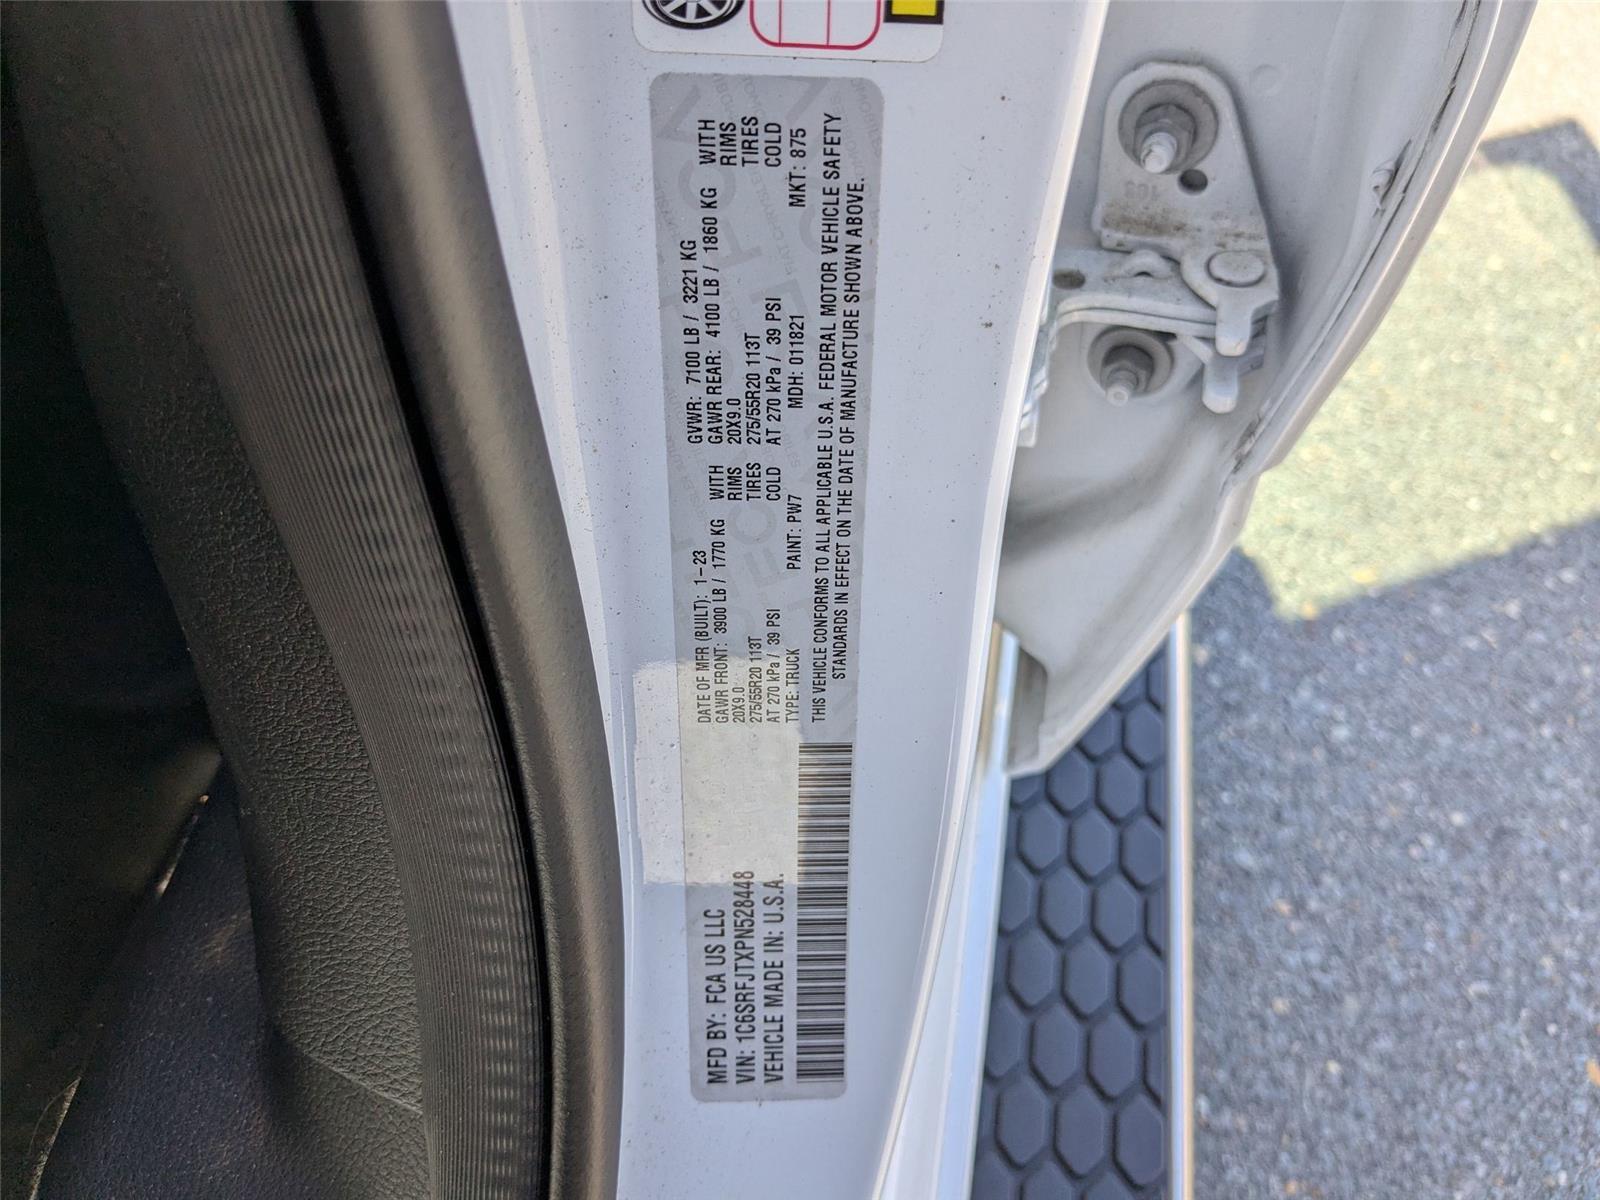 MFD BY: FCA US LLC
VIN: 1C6SRFJTXPN528448
VEHICLE MADE IN: U.S.A.
DATE OF MFR (BUILT): 1-23 GVWR: 7100 LB / 3221 KG
GAWR FRONT: 3900 LB / 1770 KG WITH GAWR REAR: 4100 LB / 1860 KG WITH
20X9.0 RIMS 20X9.0 RIMS
275/55R20 113T TIRES 275/55R20 113T TIRES
AT 270 kPa / 39 PSI COLD AT 270 kPa / 39 PSI COLD
TYPE: TRUCK PAINT: PW7 MDH: 011821 MKT: 875
THIS VEHICLE CONFORMS TO ALL APPLICABLE U.S.A. FEDERAL MOTOR VEHICLE SAFETY
STANDARDS IN EFFECT ON THE DATE OF MANUFACTURE SHOWN ABOVE.